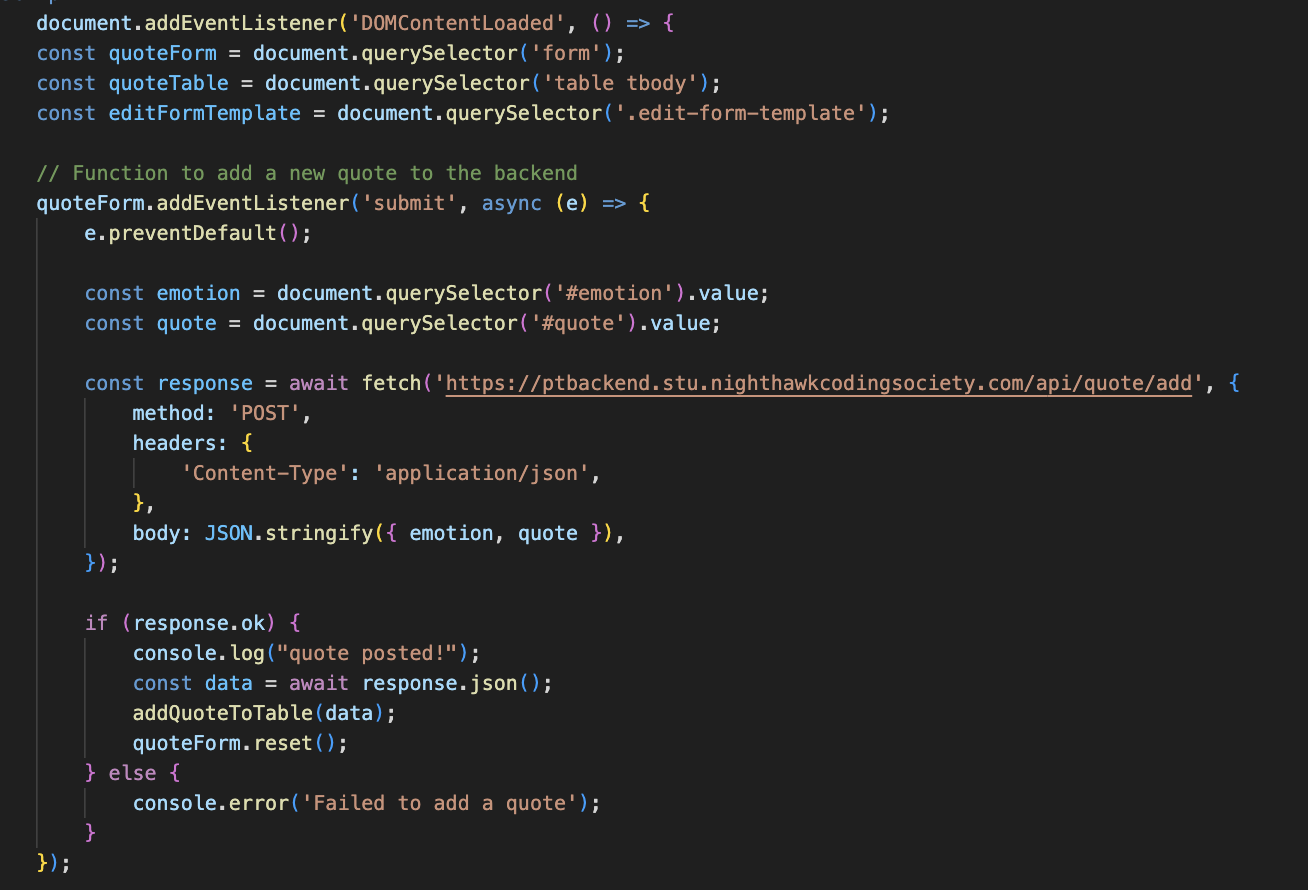 document.addEventListener('DOMContentLoaded', () => {
const quoteForm = document.querySelector('form');
const quoteTable = document.querySelector('table tbody');
const editFormTemplate = document.querySelector('.edit-form-template');
// Function to add a new quote to the backend
quoteForm.addEventListener('submit', async (e) => {
    e.preventDefault();
    const emotion = document.querySelector('#emotion').value;
    const quote = document.querySelector('#quote').value;
    const response = await fetch('https://ptbackend.stu.nighthawkcodingsociety.com/api/quote/add', {
        method: 'POST',
        headers: {
            'Content-Type': 'application/json',
        },
        body: JSON.stringify({ emotion, quote }),
    });
    if (response.ok) {
        console.log("quote posted!");
        const data = await response.json();
        addQuoteToTable(data);
        quoteForm.reset();
    } else {
        console.error('Failed to add a quote');
    }
});